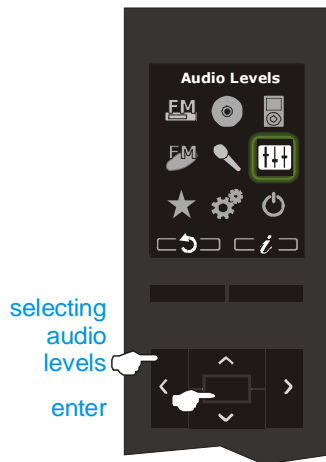 Audio Levels
FM
FM
i
selecting
audio
levels
enter